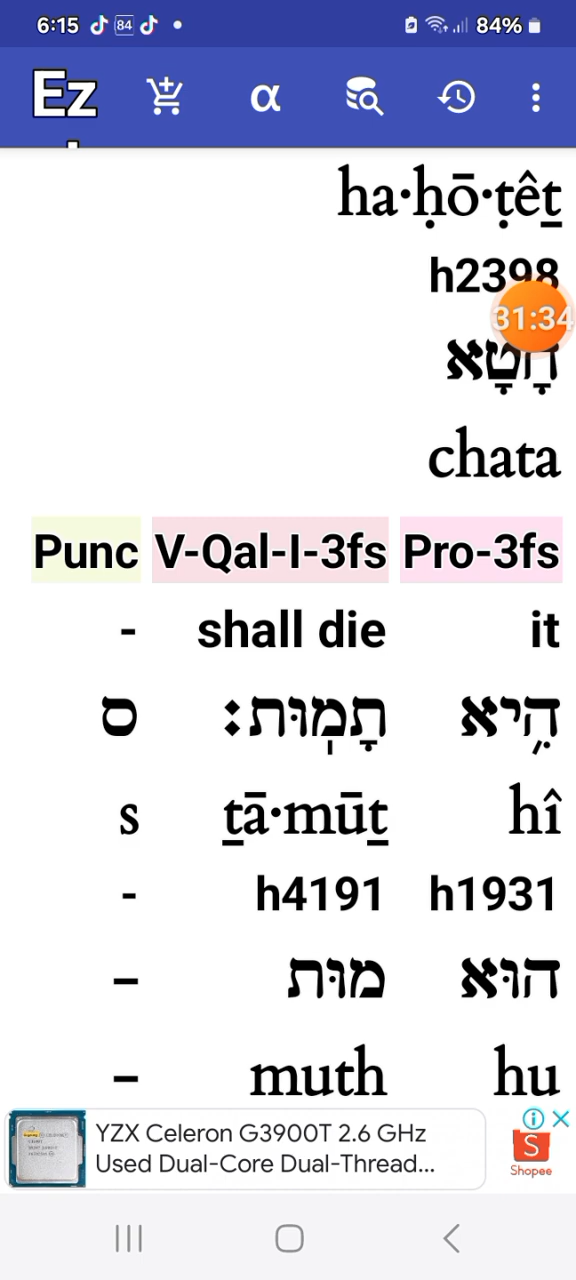 6:15 84 84%
Ez α
ha·ḥō·ṭêṯ
h2398
31:34
חָטָא
chata
Punc V-Qal-I-3fs Pro-3fs
- shall die it
הִ֥יא תָמֽוּת׃ ס
s ṯā·mūṯ hî
- h4191 h1931
הוּא מוּת –
– muth hu
YZX Celeron G3900T 2.6 GHz
Used Dual-Core Dual-Thread...
Shopee